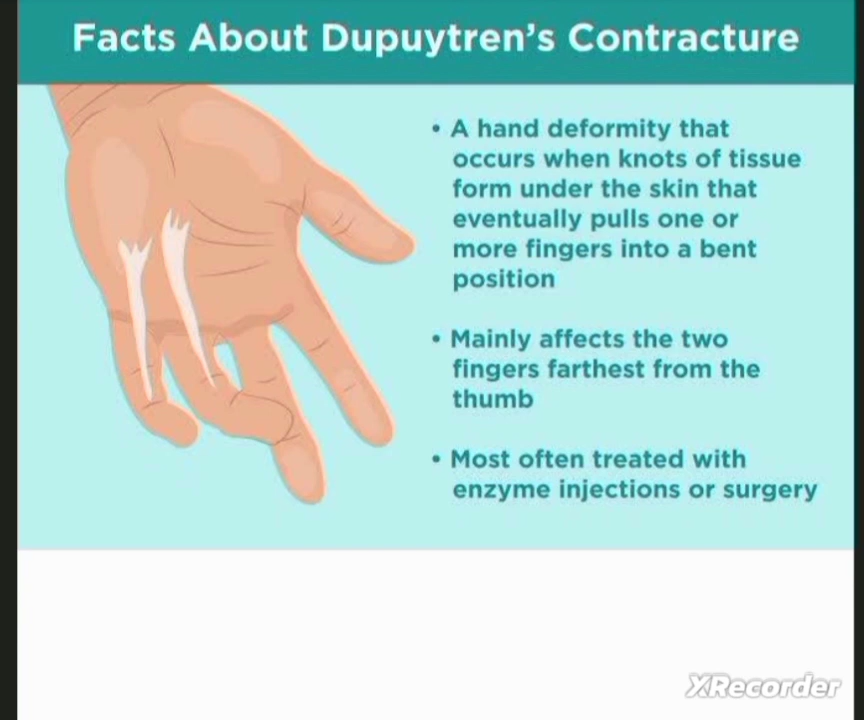 Facts About Dupuytren's Contracture
• A hand deformity that
occurs when knots of tissue
form under the skin that
eventually pulls one or
more fingers into a bent
position
• Mainly affects the two
fingers farthest from the
thumb
• Most often treated with
enzyme injections or surgery
XRecorder